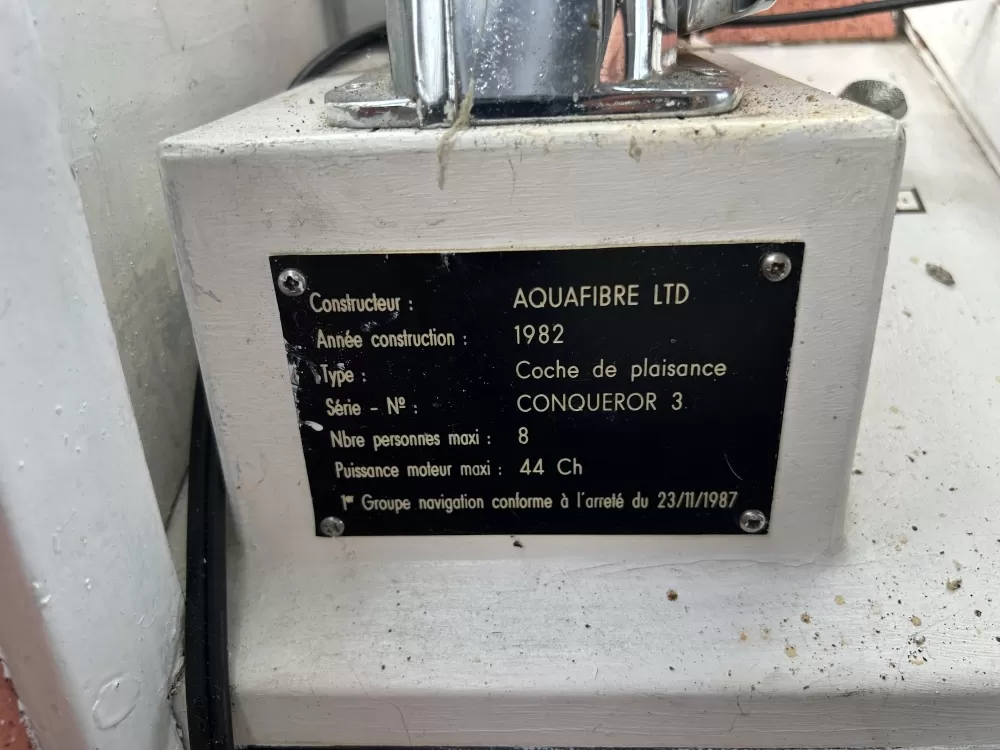 Constructeur : AQUAFIBRE LTD
Année construction : 1982
Type : Coche de plaisance
Série - Nº : CONQUEROR 3
Nbre personnes maxi : 8
Puissance moteur maxi : 44 Ch
1er Groupe navigation conforme à l'arreté du 23/11/1987